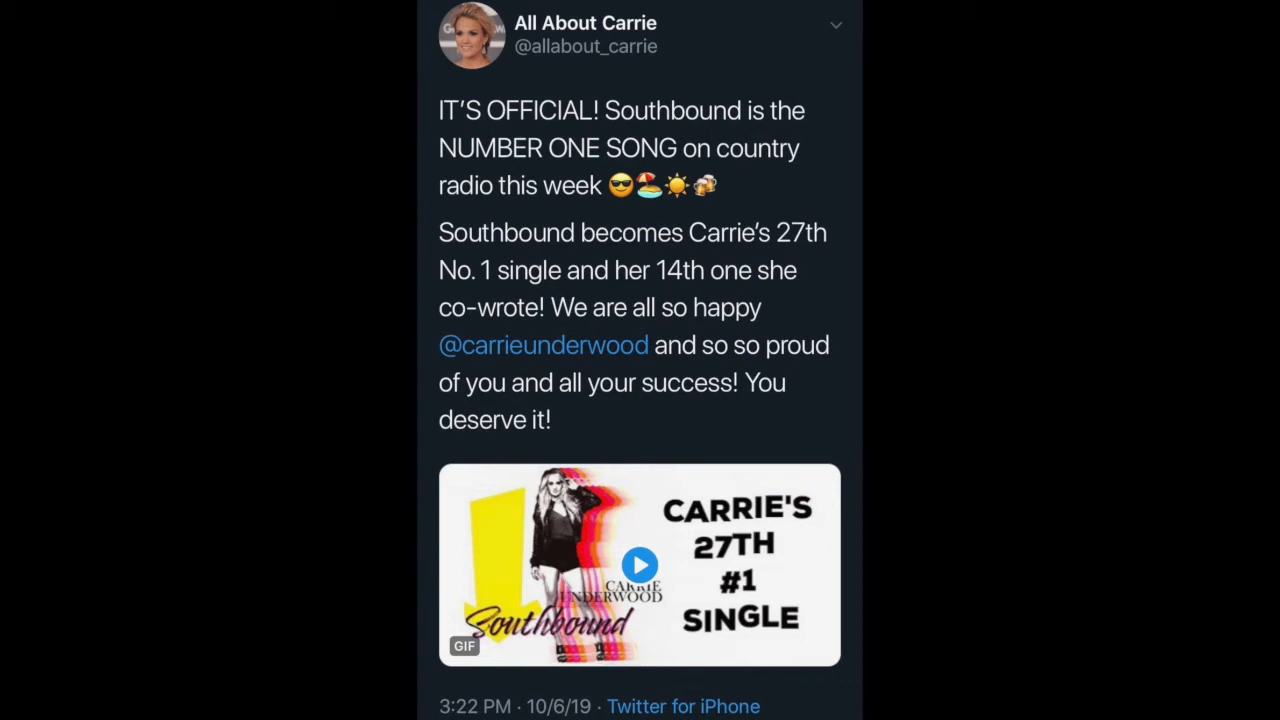 All About Carrie
@allabout_carrie
IT'S OFFICIAL! Southbound is the
NUMBER ONE SONG on country
radio this week 😎🏖️☀️🍻
Southbound becomes Carrie's 27th
No. 1 single and her 14th one she
co-wrote! We are all so happy
@carrieunderwood and so so proud
of you and all your success! You
deserve it!
CARRIE
UNDERWOOD
Southbound
CARRIE'S
27TH
#1
SINGLE
GIF
3:22 PM · 10/6/19 · Twitter for iPhone